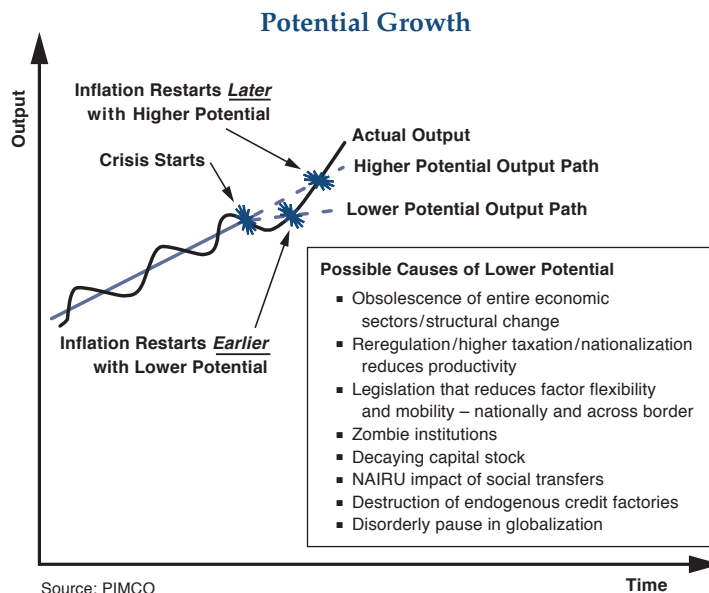 Potential Growth
Output
Inflation Restarts Later
with Higher Potential
Actual Output
Crisis Starts
Higher Potential Output Path
Lower Potential Output Path
Inflation Restarts Earlier
with Lower Potential
Possible Causes of Lower Potential
▪ Obsolescence of entire economic
sectors/structural change
▪ Reregulation/higher taxation/nationalization
reduces productivity
▪ Legislation that reduces factor flexibility
and mobility – nationally and across border
▪ Zombie institutions
▪ Decaying capital stock
▪ NAIRU impact of social transfers
▪ Destruction of endogenous credit factories
▪ Disorderly pause in globalization
Source: PIMCO
Time